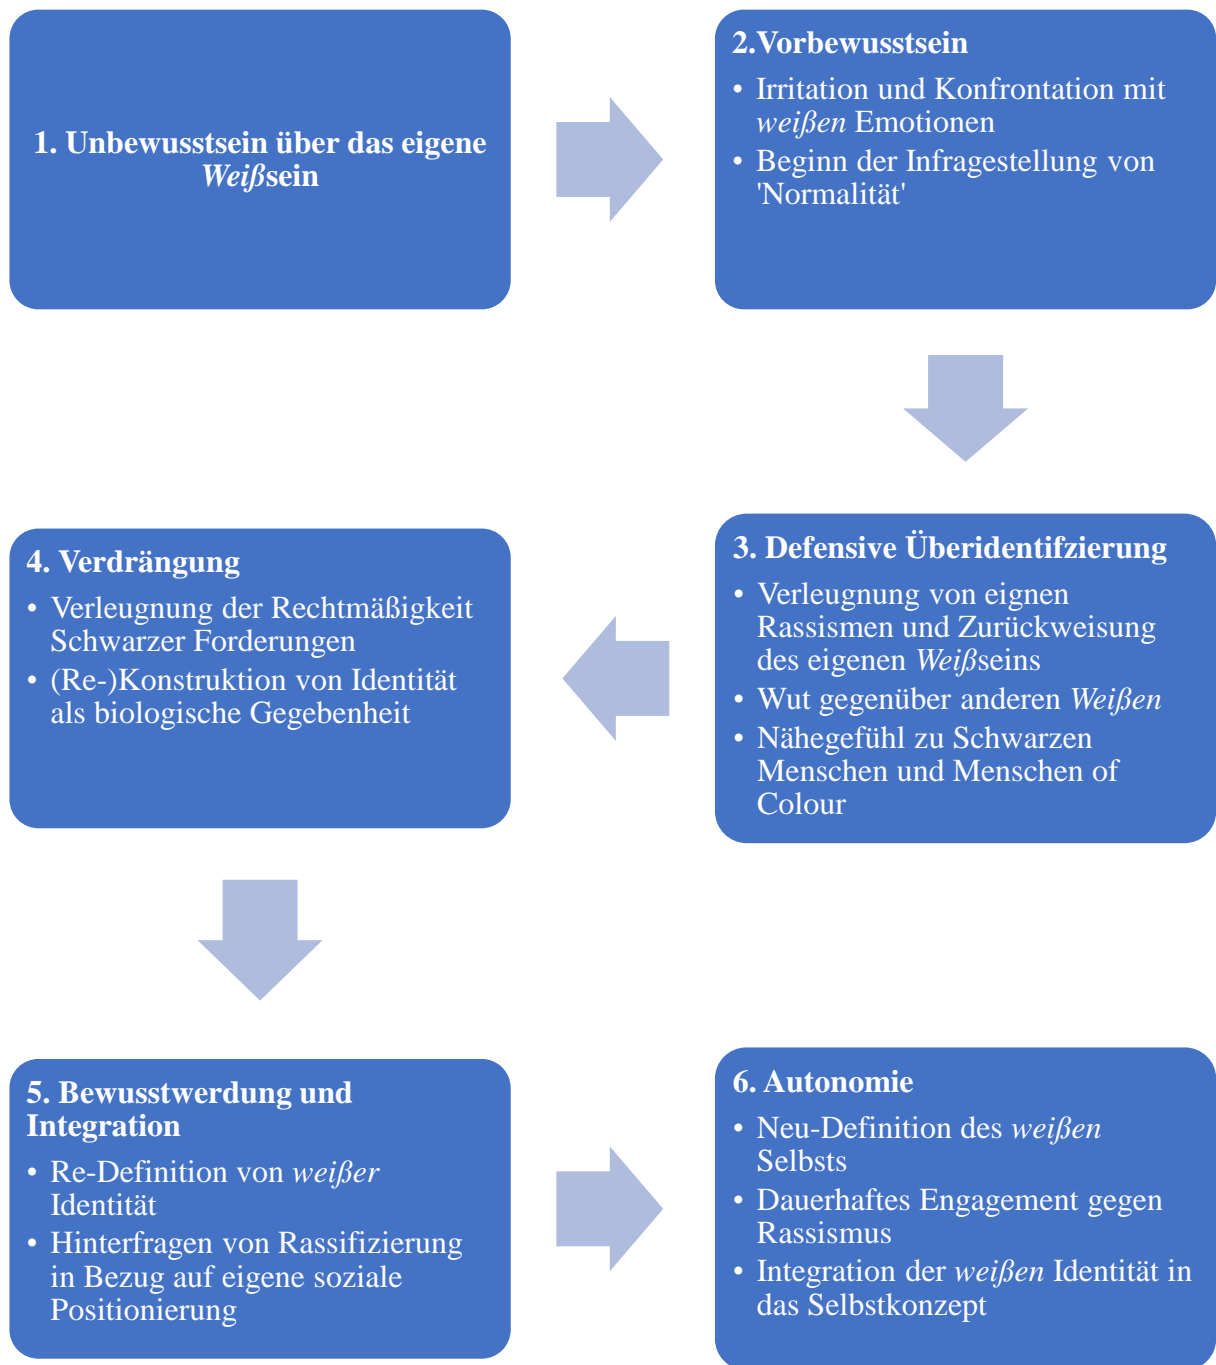 1. Unbewusstsein über das eigene
Weißsein
2.Vorbewusstsein
• Irritation und Konfrontation mit
weißen Emotionen
• Beginn der Infragestellung von
'Normalität'
3. Defensive Überidentifzierung
• Verleugnung von eignen
Rassismen und Zurückweisung
des eigenen Weißseins
• Wut gegenüber anderen Weißen
• Nähegefühl zu Schwarzen
Menschen und Menschen of
Colour
4. Verdrängung
• Verleugnung der Rechtmäßigkeit
Schwarzer Forderungen
• (Re-)Konstruktion von Identität
als biologische Gegebenheit
5. Bewusstwerdung und
Integration
• Re-Definition von weißer
Identität
• Hinterfragen von Rassifizierung
in Bezug auf eigene soziale
Positionierung
6. Autonomie
• Neu-Definition des weißen
Selbsts
• Dauerhaftes Engagement gegen
Rassismus
• Integration der weißen Identität in
das Selbstkonzept